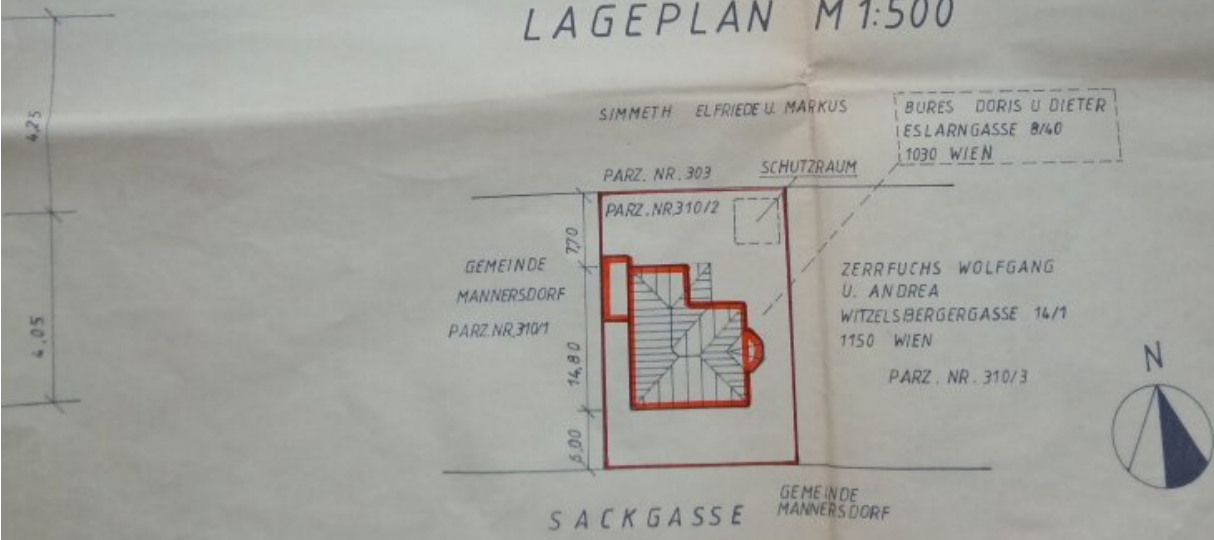 LAGEPLAN M 1:500
4,25
4,05
SIMMETH ELFRIEDE U. MARKUS
BURES DORIS U DIETER
ESLARNGASSE 8/40
1030 WIEN
PARZ. NR. 303
SCHUTZRAUM
PARZ. NR.310/2
7,70
14,80
6,00
GEMEINDE
MANNERSDORF
PARZ.NR.310/1
ZERRFUCHS WOLFGANG
U. ANDREA
WITZELSBERGERGASSE 14/1
1150 WIEN
PARZ. NR. 310/3
N
SACKGASSE
GEMEINDE
MANNERSDORF